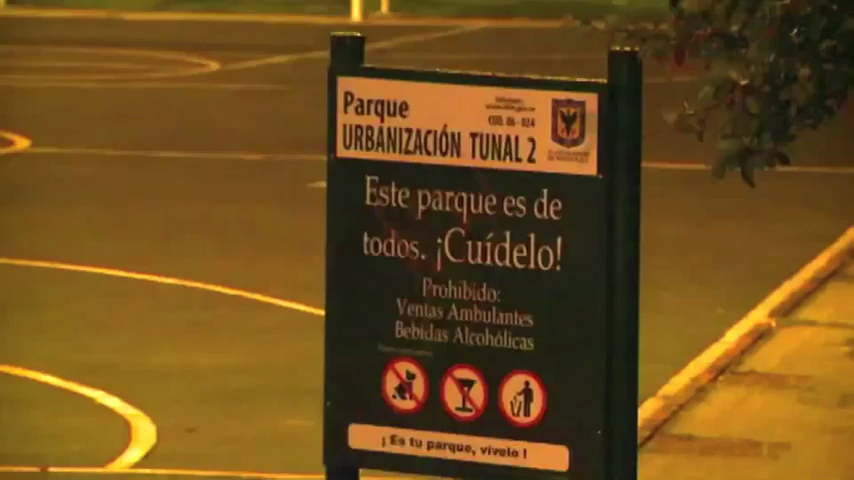 Parque
URBANIZACIÓN TUNAL 2
COD. 06 - 024
Este parque es de
todos. ¡Cuídelo!
Prohibido:
Ventas Ambulantes
Bebidas Alcohólicas
¡ Es tu parque, vívelo !